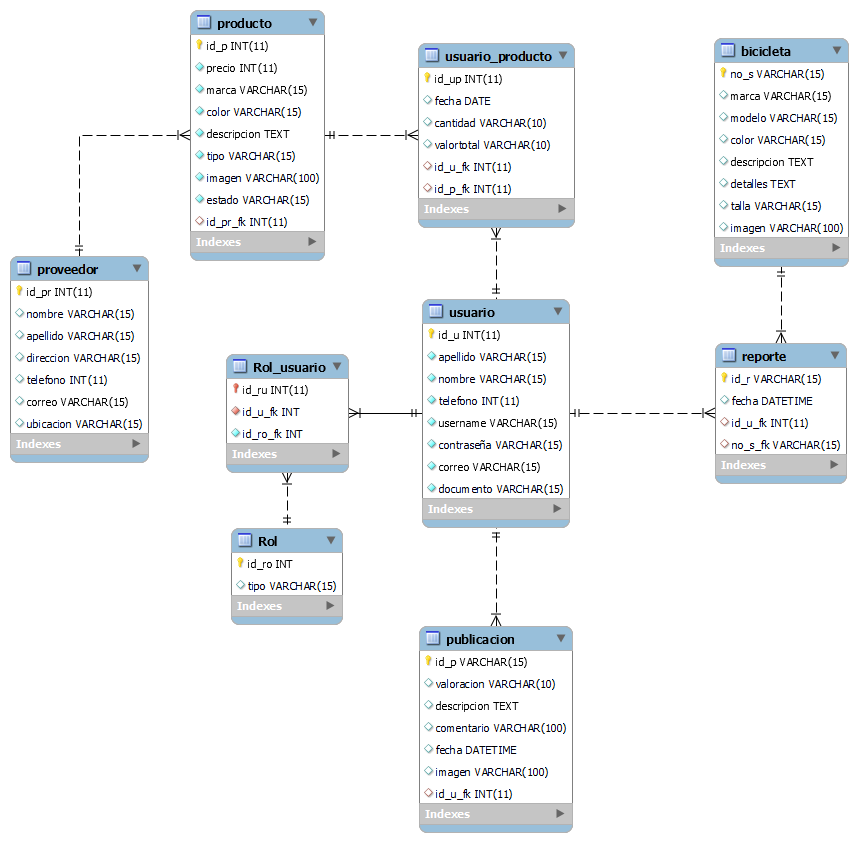 producto
id_p INT(11)
precio INT(11)
marca VARCHAR(15)
color VARCHAR(15)
descripcion TEXT
tipo VARCHAR(15)
imagen VARCHAR(100)
estado VARCHAR(15)
id_pr_fk INT(11)
Indexes
usuario_producto
id_up INT(11)
fecha DATE
cantidad VARCHAR(10)
valortotal VARCHAR(10)
id_u_fk INT(11)
id_p_fk INT(11)
Indexes
bicicleta
no_s VARCHAR(15)
marca VARCHAR(15)
modelo VARCHAR(15)
color VARCHAR(15)
descripcion TEXT
detalles TEXT
talla VARCHAR(15)
imagen VARCHAR(100)
Indexes
proveedor
id_pr INT(11)
nombre VARCHAR(15)
apellido VARCHAR(15)
direccion VARCHAR(15)
telefono INT(11)
correo VARCHAR(15)
ubicacion VARCHAR(15)
Indexes
Rol_usuario
id_ru INT(11)
id_u_fk INT
id_ro_fk INT
Indexes
usuario
id_u INT(11)
apellido VARCHAR(15)
nombre VARCHAR(15)
telefono INT(11)
username VARCHAR(15)
contraseña VARCHAR(15)
correo VARCHAR(15)
documento VARCHAR(15)
Indexes
reporte
id_r VARCHAR(15)
fecha DATETIME
id_u_fk INT(11)
no_s_fk VARCHAR(15)
Indexes
Rol
id_ro INT
tipo VARCHAR(15)
Indexes
publicacion
id_p VARCHAR(15)
valoracion VARCHAR(10)
descripcion TEXT
comentario VARCHAR(100)
fecha DATETIME
imagen VARCHAR(100)
id_u_fk INT(11)
Indexes